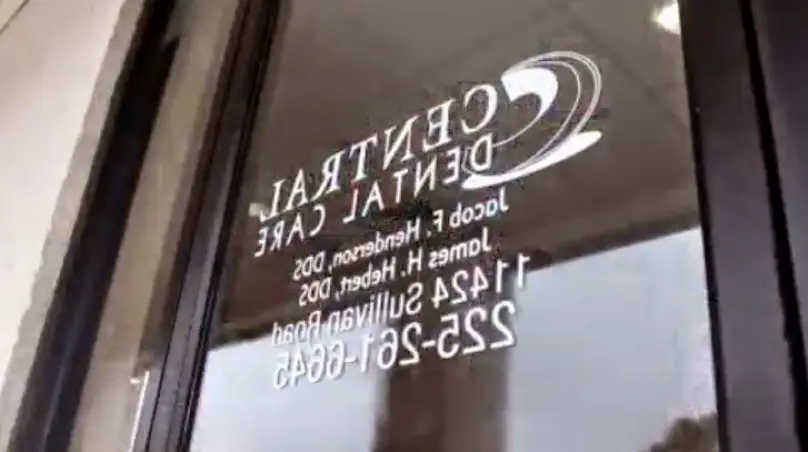 CENTRAL
DENTAL CARE
Jacob F. Henderson, DDS
James H. Hebert, DDS
11424 Sullivan Road
225-261-6645